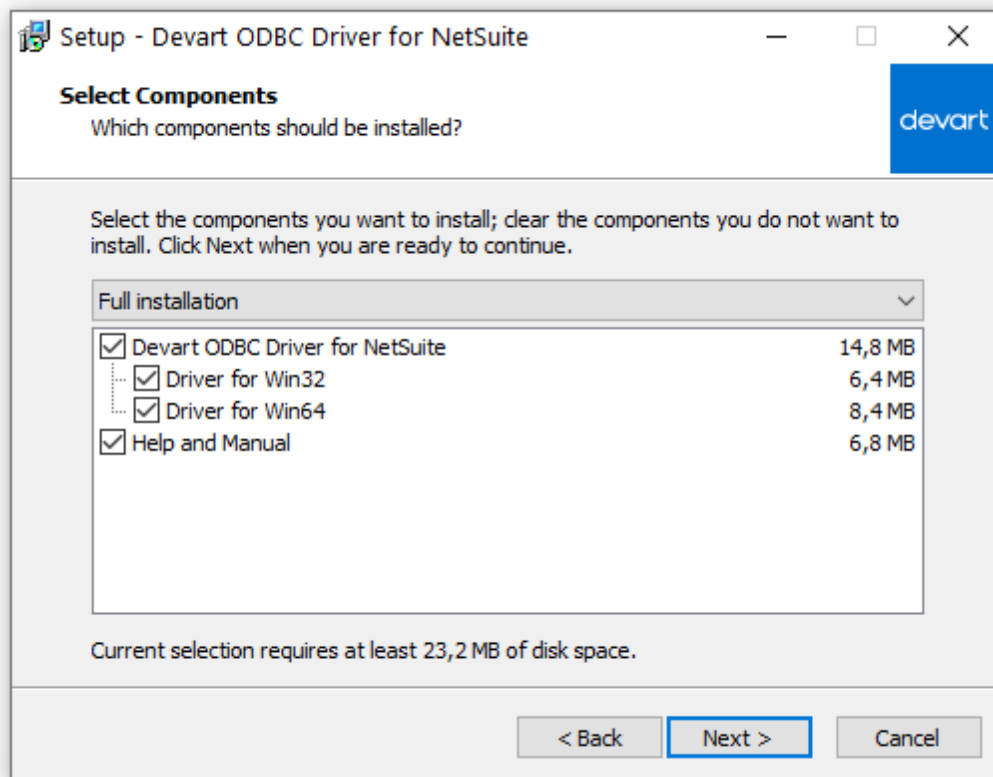 Setup - Devart ODBC Driver for NetSuite
Select Components
Which components should be installed?
devart
Select the components you want to install; clear the components you do not want to
install. Click Next when you are ready to continue.
Full installation
Devart ODBC Driver for NetSuite 14,8 MB
Driver for Win32 6,4 MB
Driver for Win64 8,4 MB
Help and Manual 6,8 MB
Current selection requires at least 23,2 MB of disk space.
< Back Next > Cancel